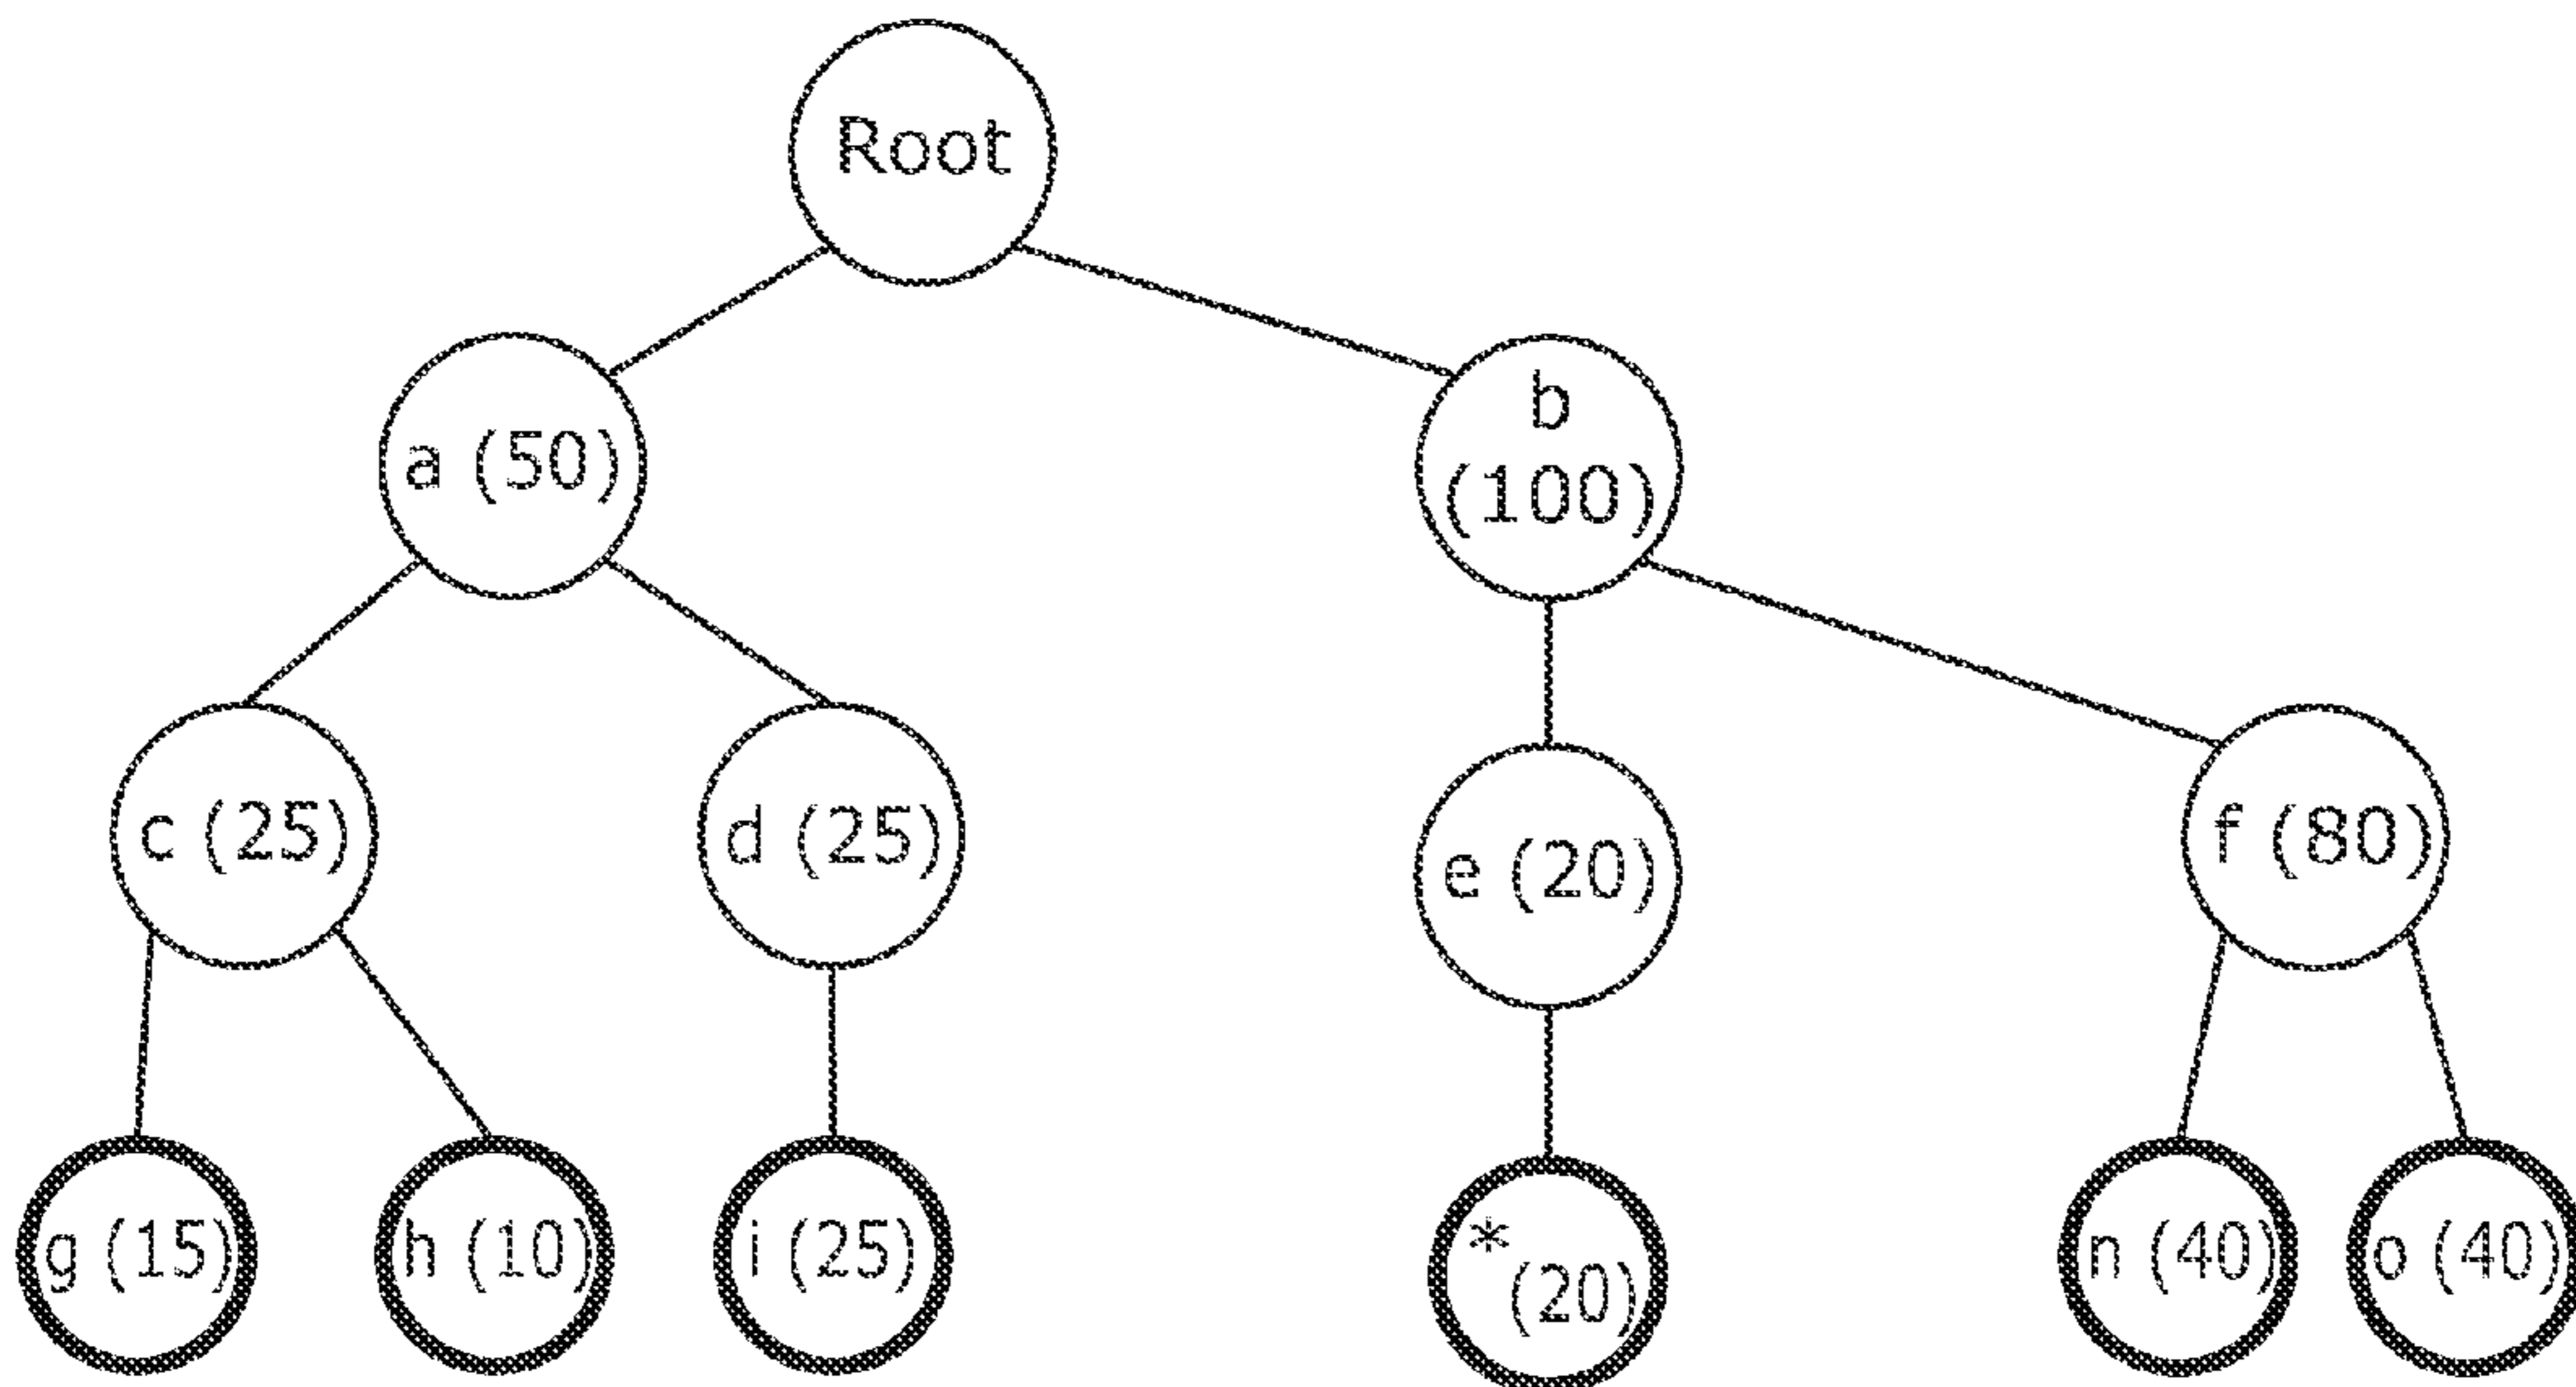 Root
a (50)
b
(100)
c (25)
d (25)
e (20)
f (80)
g (15)
h (10)
i (25)
*
(20)
n (40)
o (40)